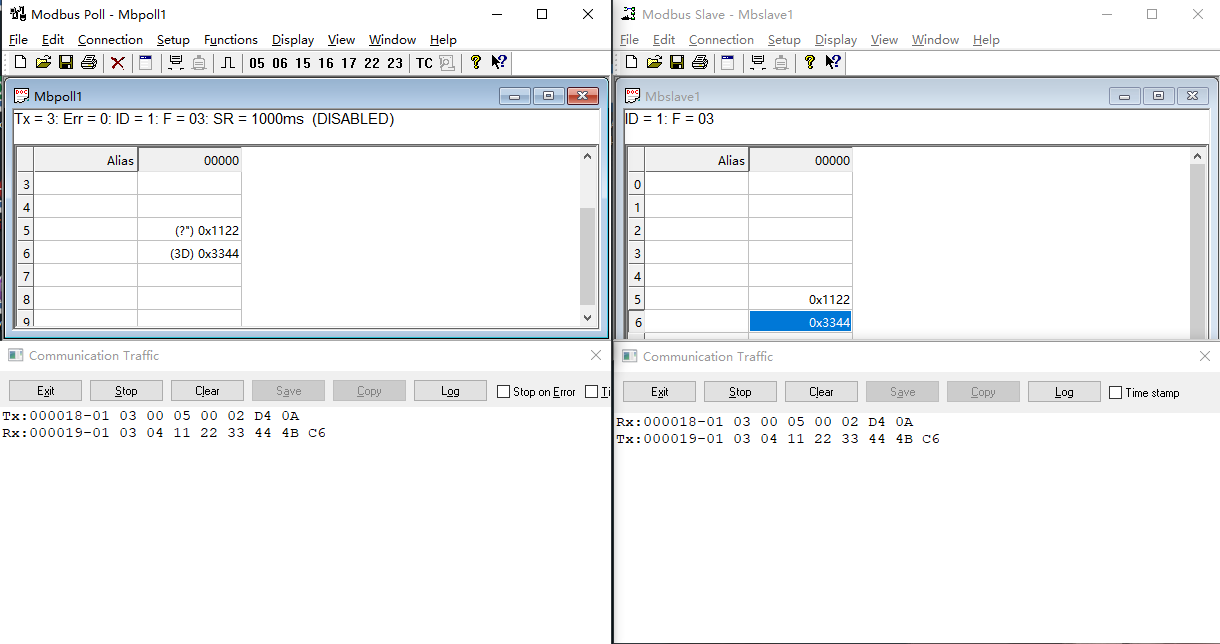 Modbus Poll - Mbpoll1
File Edit Connection Setup Functions Display View Window Help
05 06 15 16 17 22 23 TC
Mbpoll1
Tx = 3: Err = 0: ID = 1: F = 03: SR = 1000ms (DISABLED)
Alias 00000
3
4
5 (?") 0x1122
6 (3D) 0x3344
7
8
9
Communication Traffic
Exit Stop Clear Save Copy Log Stop on Error Ti
Tx:000018-01 03 00 05 00 02 D4 0A
Rx:000019-01 03 04 11 22 33 44 4B C6
Modbus Slave - Mbslave1
File Edit Connection Setup Display View Window Help
Mbslave1
ID = 1: F = 03
Alias 00000
0
1
2
3
4
5 0x1122
6 0x3344
Communication Traffic
Exit Stop Clear Save Copy Log Time stamp
Rx:000018-01 03 00 05 00 02 D4 0A
Tx:000019-01 03 04 11 22 33 44 4B C6